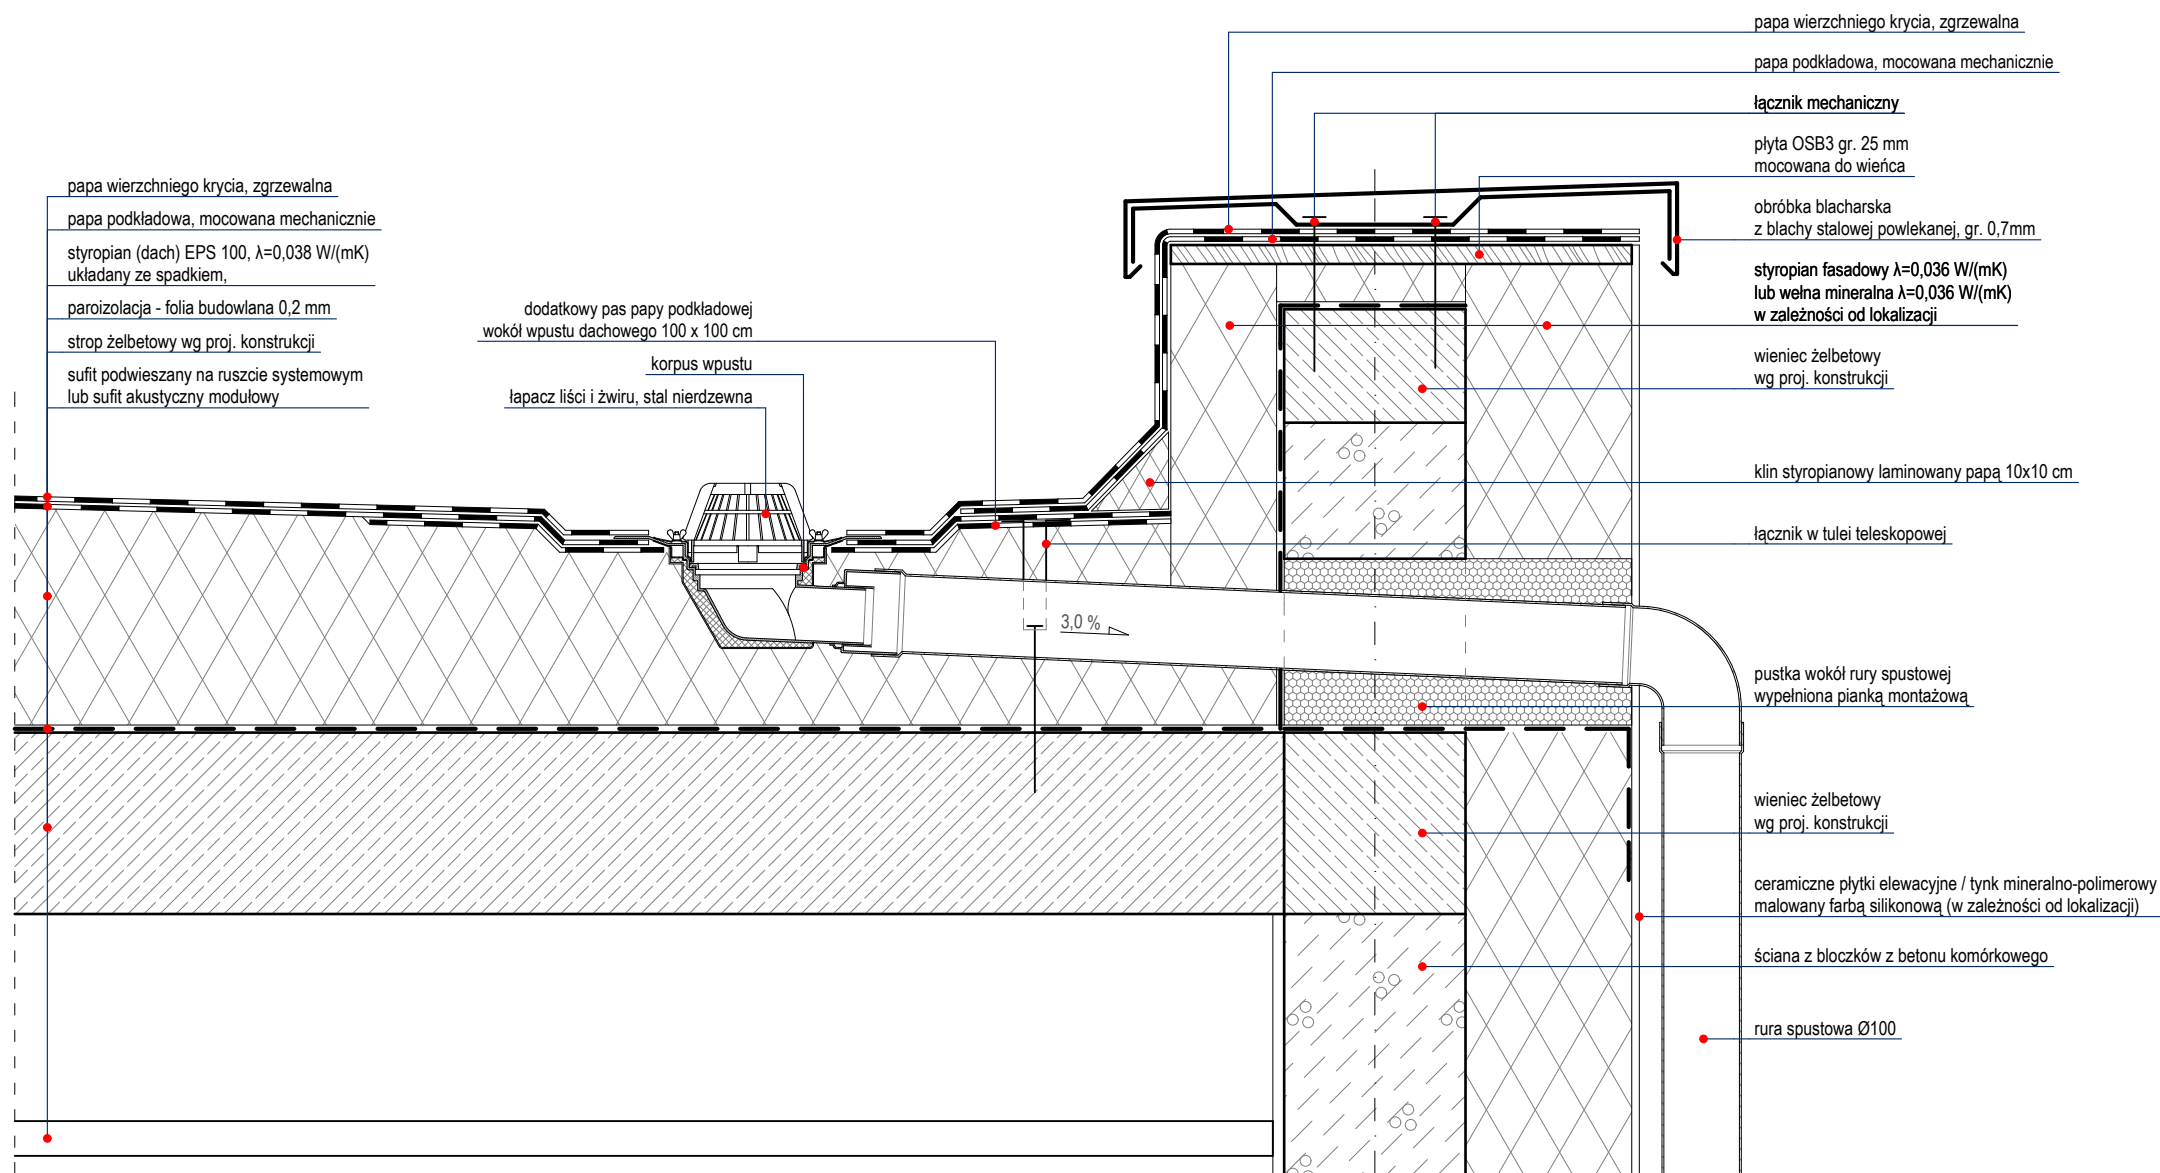 papa wierzchniego krycia, zgrzewalna
papa podkładowa, mocowana mechanicznie
styropian (dach) EPS 100, λ=0,038 W/(mK)
układany ze spadkiem,
paroizolacja - folia budowlana 0,2 mm
strop żelbetowy wg proj. konstrukcji
sufit podwieszany na ruszcie systemowym
lub sufit akustyczny modułowy
dodatkowy pas papy podkładowej
wokół wpustu dachowego 100 x 100 cm
korpus wpustu
łapacz liści i żwiru, stal nierdzewna
3,0 %
papa wierzchniego krycia, zgrzewalna
papa podkładowa, mocowana mechanicznie
łącznik mechaniczny
płyta OSB3 gr. 25 mm
mocowana do wieńca
obróbka blacharska
z blachy stalowej powlekanej, gr. 0,7mm
styropian fasadowy λ=0,036 W/(mK)
lub wełna mineralna λ=0,036 W/(mK)
w zależności od lokalizacji
wieniec żelbetowy
wg proj. konstrukcji
klin styropianowy laminowany papą 10x10 cm
łącznik w tulei teleskopowej
pustka wokół rury spustowej
wypełniona pianką montażową
wieniec żelbetowy
wg proj. konstrukcji
ceramiczne płytki elewacyjne / tynk mineralno-polimerowy
malowany farbą silikonową (w zależności od lokalizacji)
ściana z bloczków z betonu komórkowego
rura spustowa Ø100